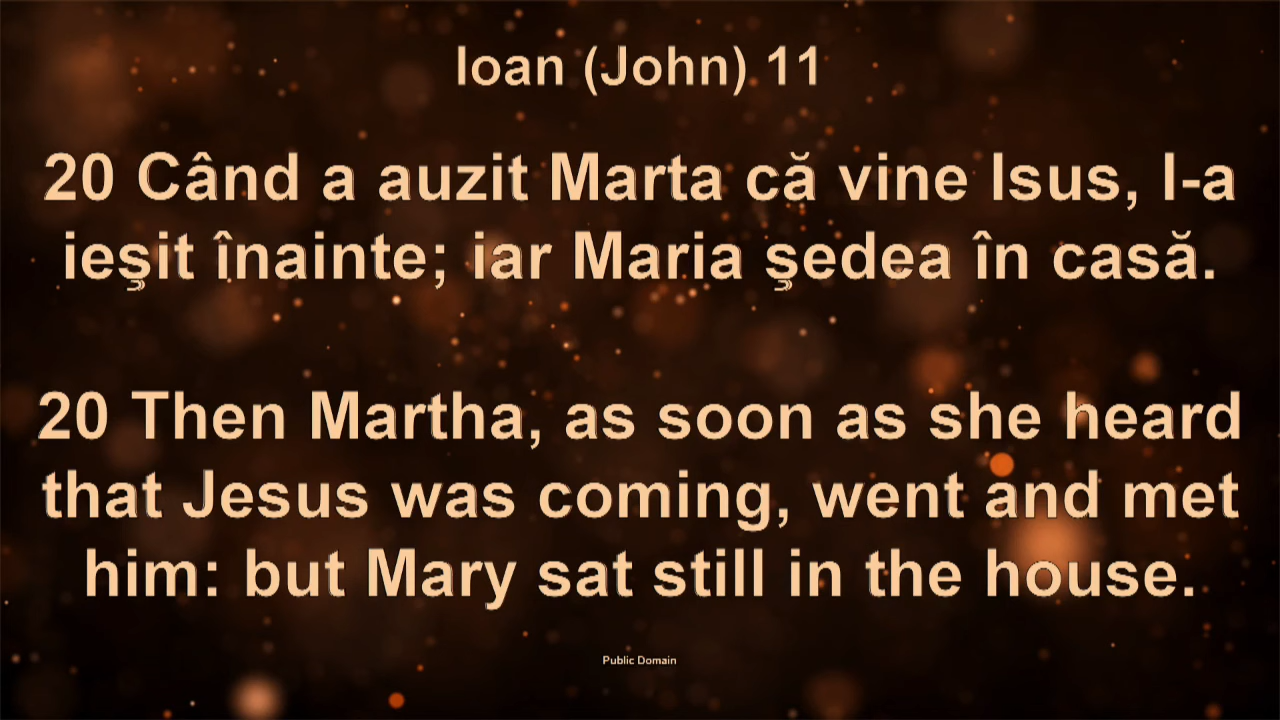 Ioan (John) 11
20 Când a auzit Marta că vine Isus, I-a
ieşit înainte; iar Maria şedea în casă.
20 Then Martha, as soon as she heard
that Jesus was coming, went and met
him: but Mary sat still in the house.
Public Domain